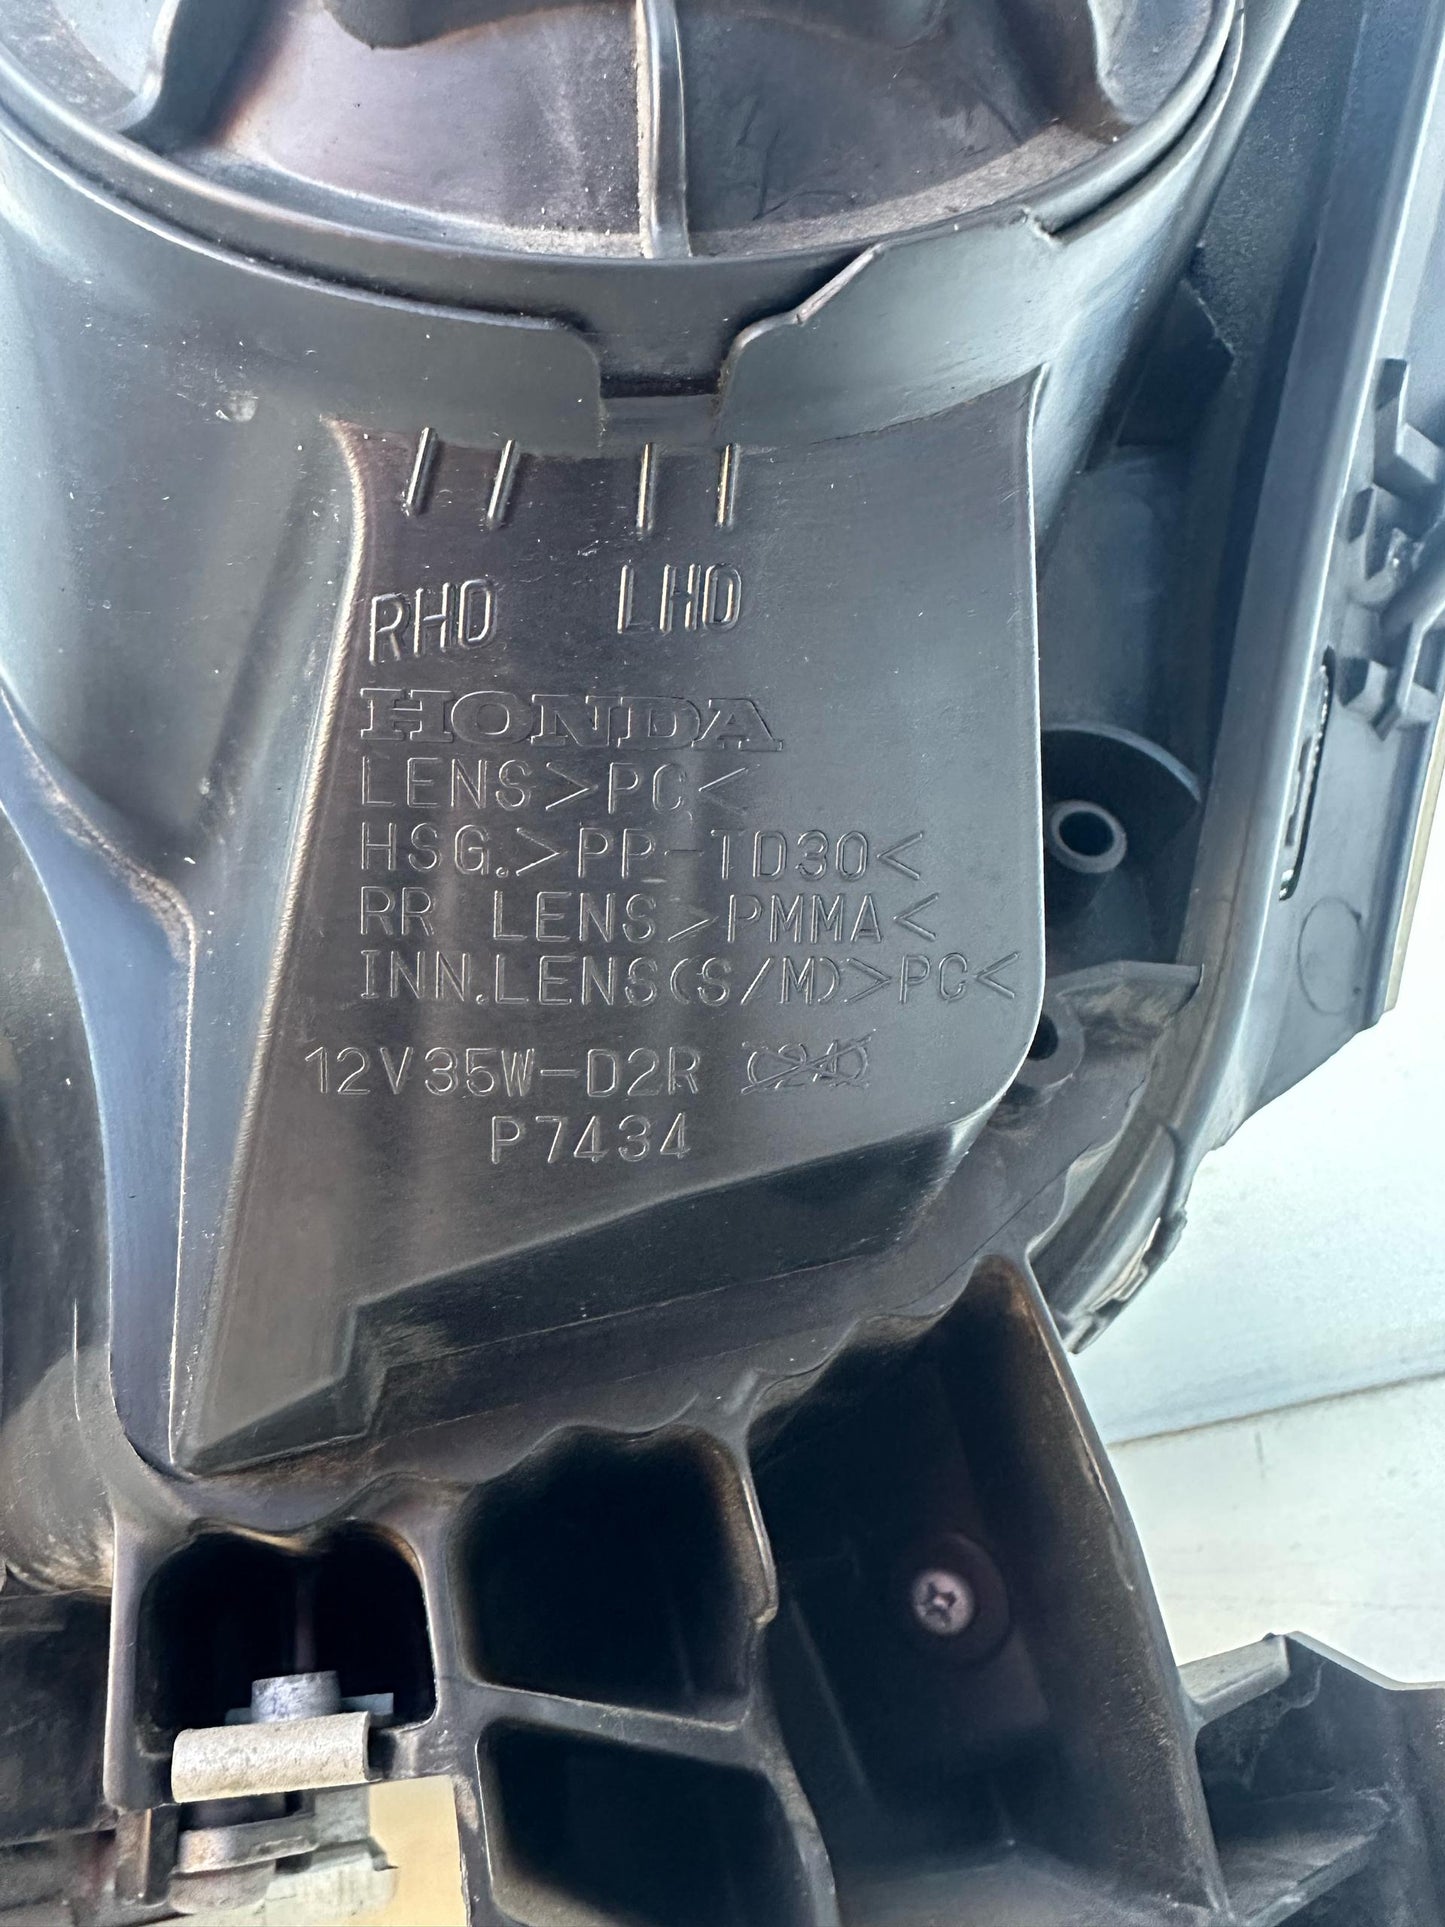 RHD LHD
HONDA
LENS>PC<
HSG.>PP-TD30<
RR LENS>PMMA<
INN.LENS(S/M)>PC<
12V35W-D2R
P7434